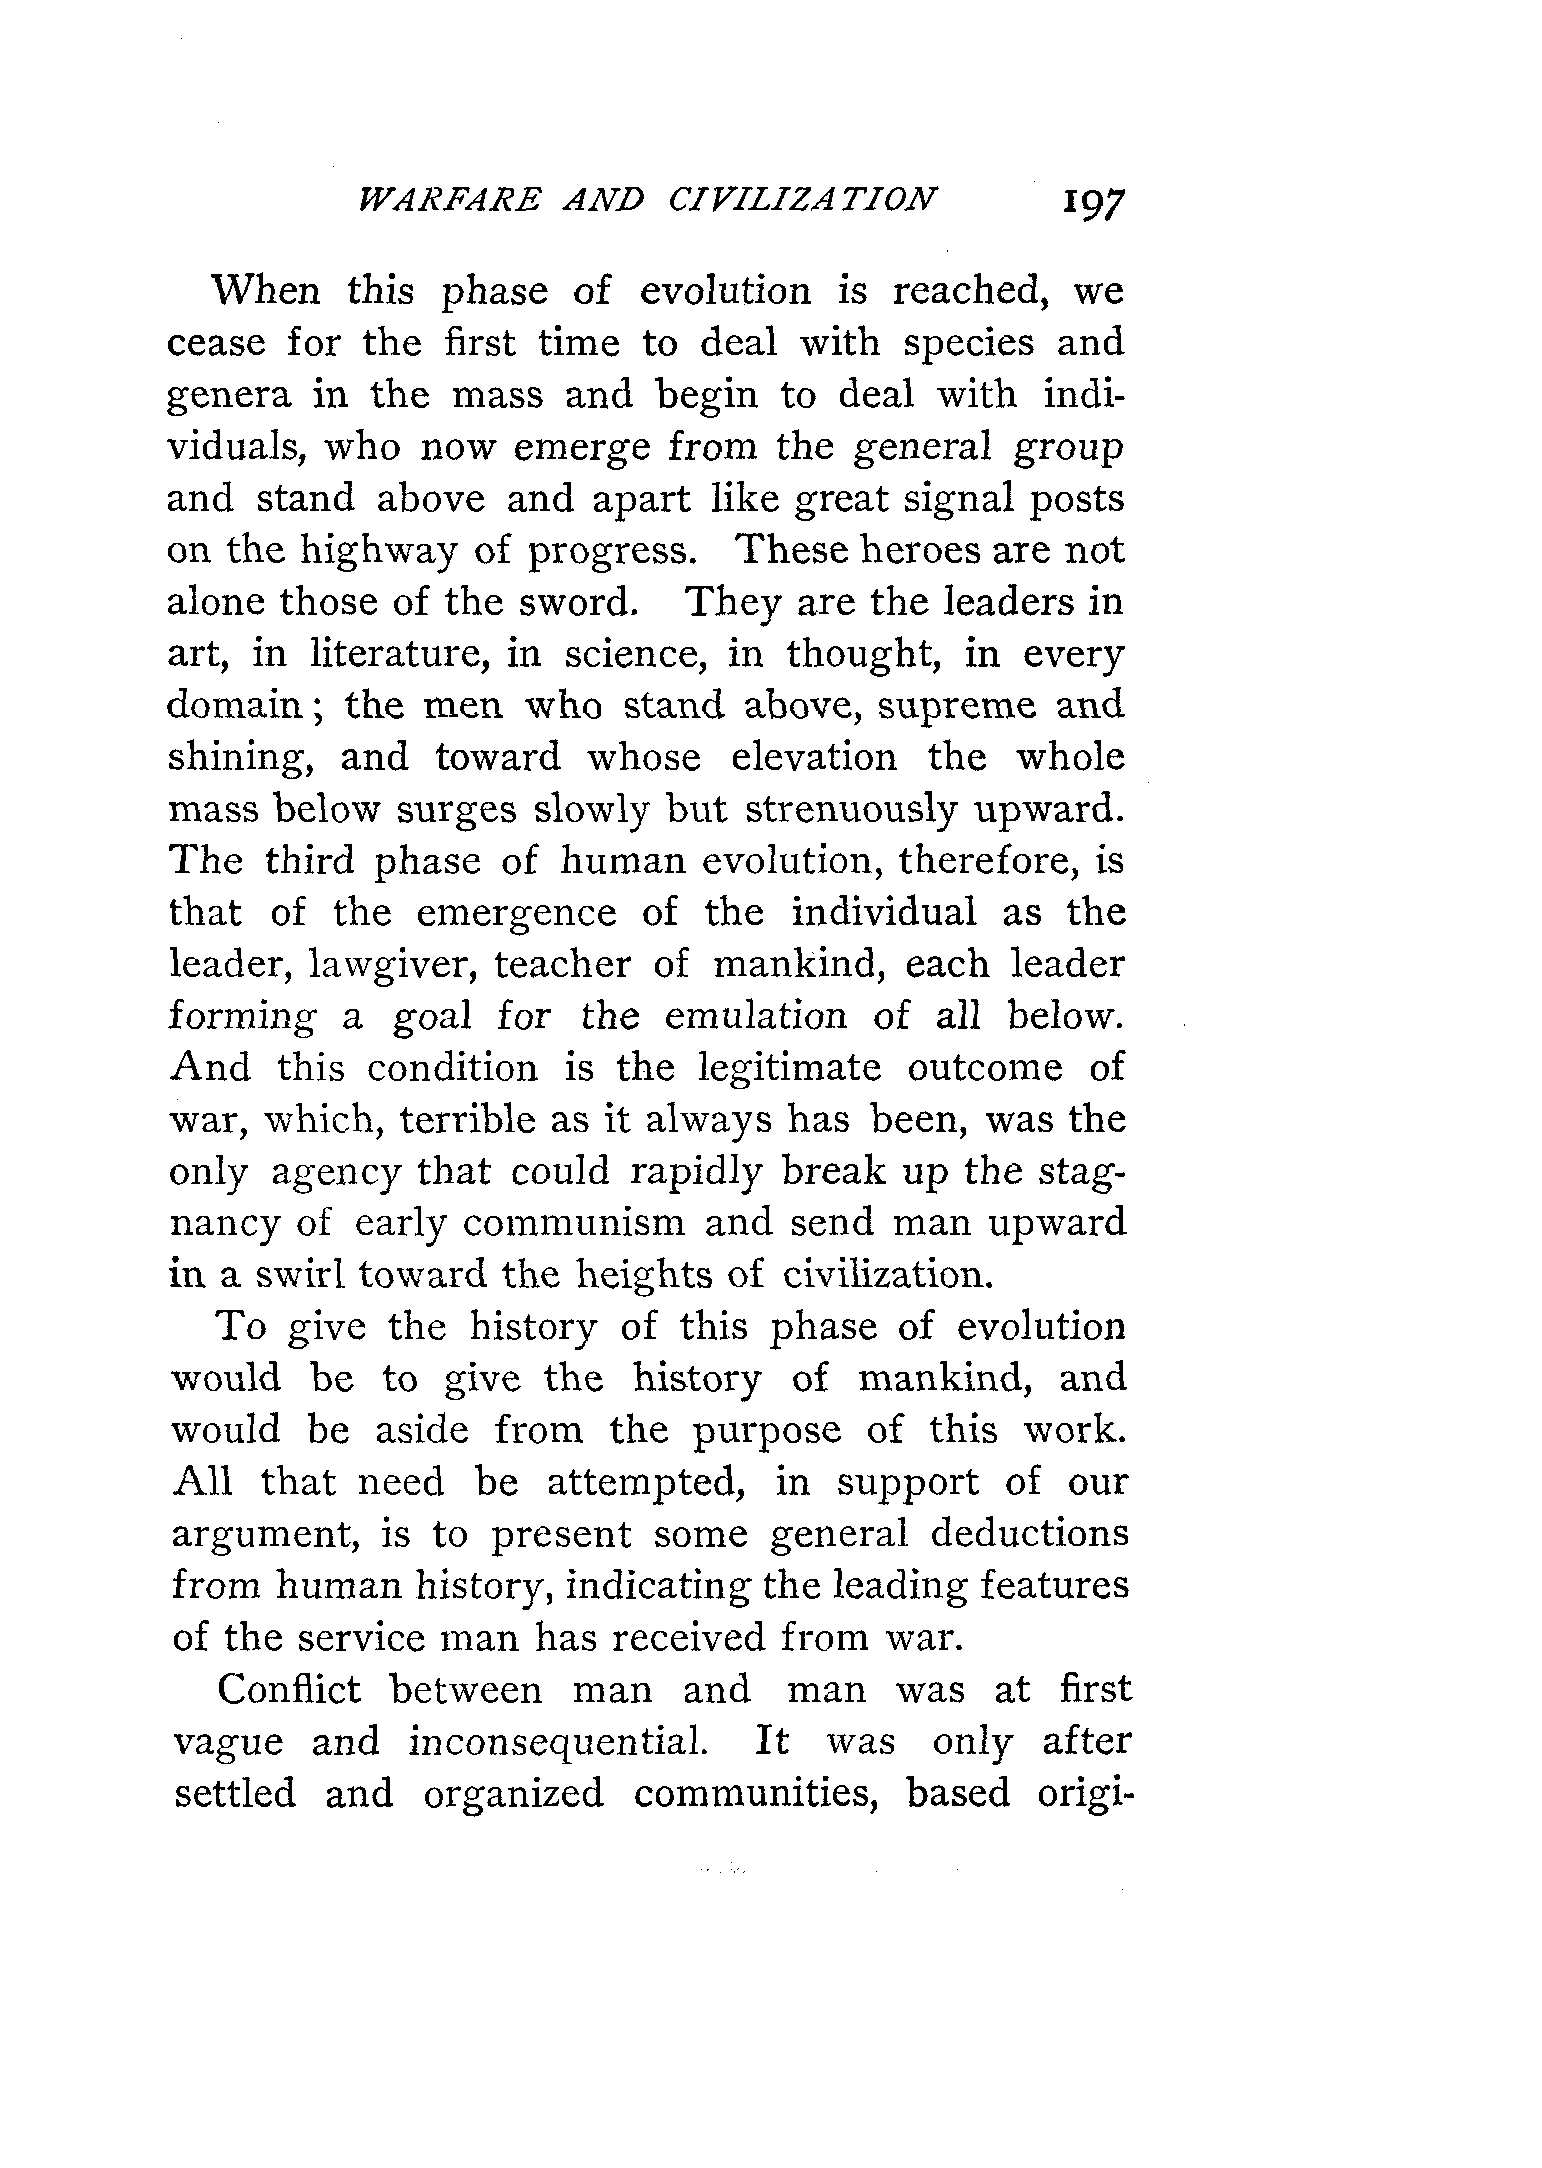 WARFARE AND CIVILIZATION 197
When this phase of evolution is reached, we
cease for the first time to deal with species and
genera in the mass and begin to deal with indi-
viduals, who now emerge from the general group
and stand above and apart like great signal posts
on the highway of progress. These heroes are not
alone those of the sword. They are the leaders in
art, in literature, in science, in thought, in every
domain; the men who stand above, supreme and
shining, and toward whose elevation the whole
mass below surges slowly but strenuously upward.
The third phase of human evolution, therefore, is
that of the emergence of the individual as the
leader, lawgiver, teacher of mankind, each leader
forming a goal for the emulation of all below.
And this condition is the legitimate outcome of
war, which, terrible as it always has been, was the
only agency that could rapidly break up the stag-
nancy of early communism and send man upward
in a swirl toward the heights of civilization.
To give the history of this phase of evolution
would be to give the history of mankind, and
would be aside from the purpose of this work.
All that need be attempted, in support of our
argument, is to present some general deductions
from human history, indicating the leading features
of the service man has received from war.
Conflict between man and man was at first
vague and inconsequential. It was only after
settled and organized communities, based origi-